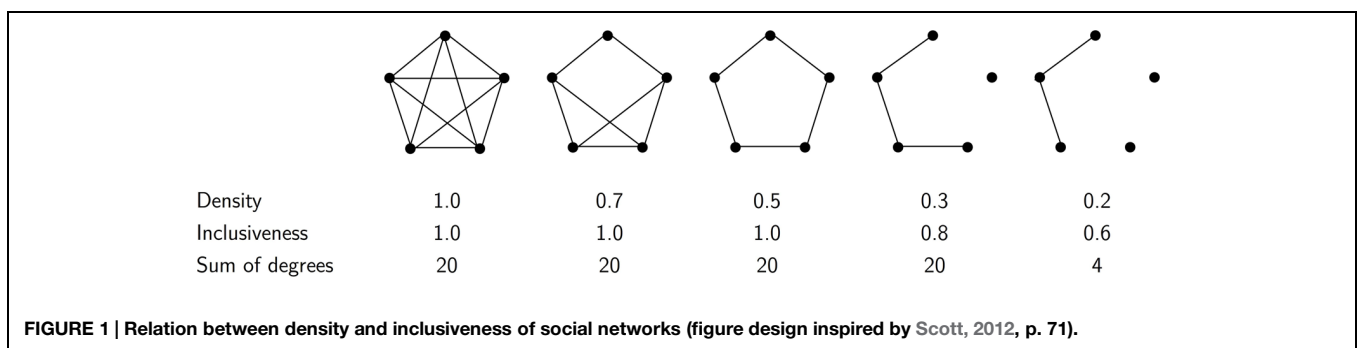 Density 1.0 0.7 0.5 0.3 0.2
Inclusiveness 1.0 1.0 1.0 0.8 0.6
Sum of degrees 20 20 20 20 4
FIGURE 1 | Relation between density and inclusiveness of social networks (figure design inspired by Scott, 2012, p. 71).